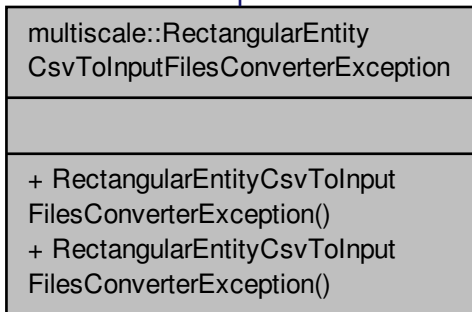 multiscale::RectangularEntity
CsvToInputFilesConverterException
+ RectangularEntityCsvToInput
FilesConverterException()
+ RectangularEntityCsvToInput
FilesConverterException()